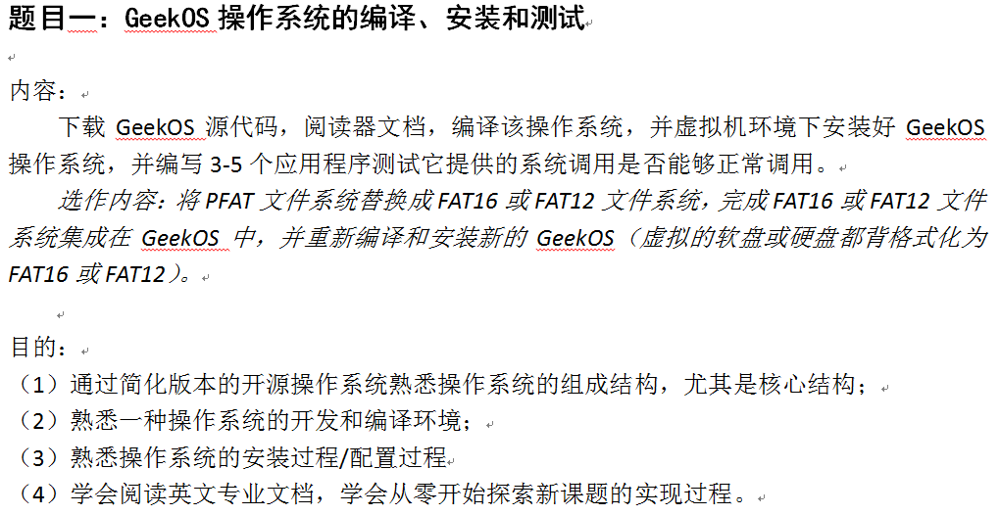 题目一：GeekOS 操作系统的编译、安装和测试
内容：
下载 GeekOS 源代码，阅读器文档，编译该操作系统，并虚拟机环境下安装好 GeekOS
操作系统，并编写 3-5 个应用程序测试它提供的系统调用是否能够正常调用。
选作内容：将 PFAT 文件系统替换成 FAT16 或 FAT12 文件系统，完成 FAT16 或 FAT12 文件
系统集成在 GeekOS 中，并重新编译和安装新的 GeekOS（虚拟的软盘或硬盘都背格式化为
FAT16 或 FAT12）。
目的：
（1）通过简化版本的开源操作系统熟悉操作系统的组成结构，尤其是核心结构；
（2）熟悉一种操作系统的开发和编译环境；
（3）熟悉操作系统的安装过程/配置过程
（4）学会阅读英文专业文档，学会从零开始探索新课题的实现过程。